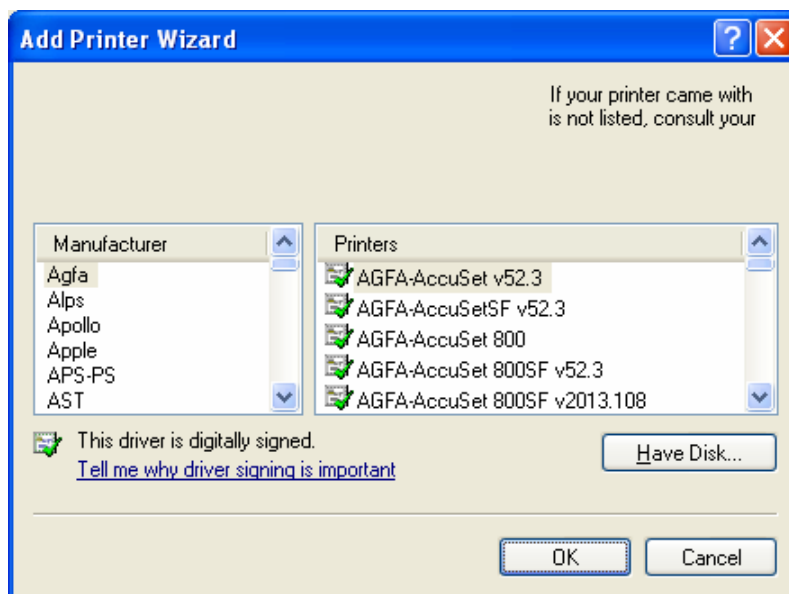 Add Printer Wizard
If your printer came with
is not listed, consult your
Manufacturer
Agfa
Alps
Apollo
Apple
APS-PS
AST
Printers
AGFA-AccuSet v52.3
AGFA-AccuSetSF v52.3
AGFA-AccuSet 800
AGFA-AccuSet 800SF v52.3
AGFA-AccuSet 800SF v2013.108
This driver is digitally signed.
Tell me why driver signing is important
Have Disk...
OK
Cancel